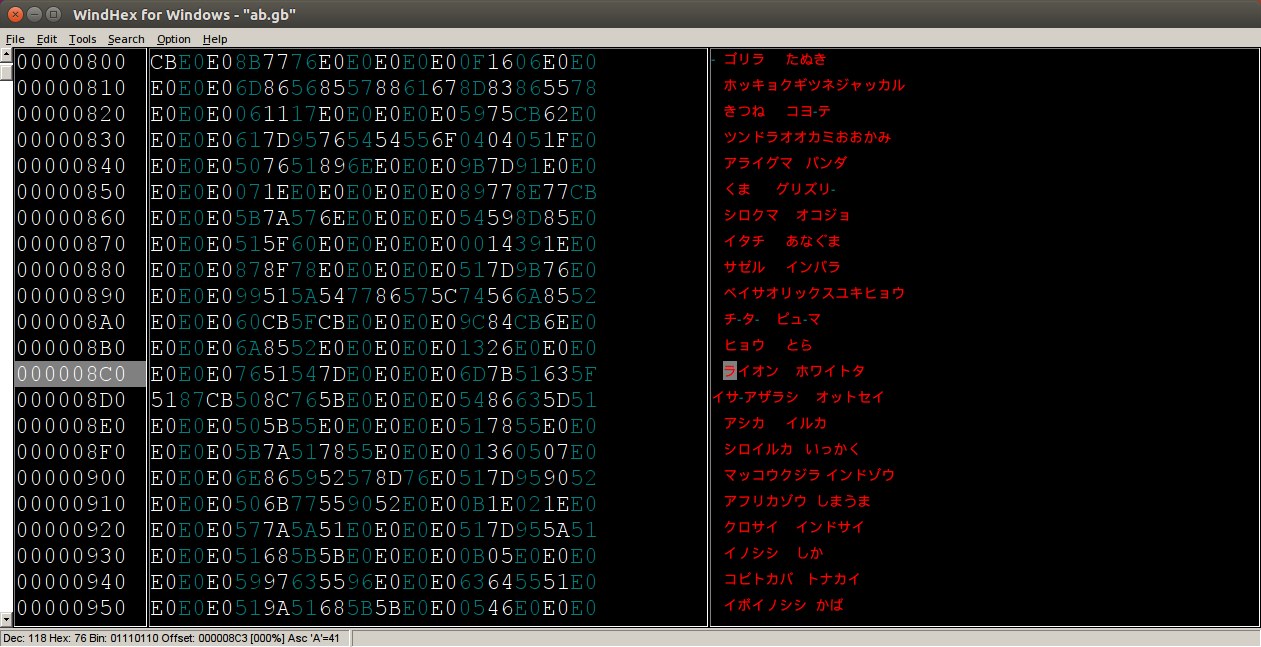 WindHex for Windows - "ab.gb"
File Edit Tools Search Option Help
00000800 CBE0E08B7776E0E0E0E0E00F1606E0E0 - ゴリラ たぬき
00000810 E0E0E06D865685578861678D83865578 ホッキョクギツネジャッカル
00000820 E0E0E0061117E0E0E0E0E05975CB62E0 きつね コヨ-テ
00000830 E0E0E0617D95765454556F0404051FE0 ツンドラオオカミおおかみ
00000840 E0E0E0507651896EE0E0E09B7D91E0E0 アライグマ パンダ
00000850 E0E0E0071EE0E0E0E0E0E089778E77CB くま グリズリ-
00000860 E0E0E05B7A576EE0E0E0E054598D85E0 シロクマ オコジョ
00000870 E0E0E0515F60E0E0E0E0E00014391EE0 イタチ あなぐま
00000880 E0E0E0878F78E0E0E0E0E0517D9B76E0 サゼル インパラ
00000890 E0E0E099515A547786575C74566A8552 ベイサオリックスユキヒョウ
000008A0 E0E0E060CB5FCBE0E0E0E09C84CB6EE0 チ-タ- ピュ-マ
000008B0 E0E0E06A8552E0E0E0E0E01326E0E0E0 ヒョウ とら
000008C0 E0E0E07651547DE0E0E0E06D7B51635F ライオン ホワイトタ
000008D0 5187CB508C765BE0E0E0E05486635D51 イサ-アザラシ オットセイ
000008E0 E0E0E0505B55E0E0E0E0E0517855E0E0 アシカ イルカ
000008F0 E0E0E05B7A517855E0E0E001360507E0 シロイルカ いっかく
00000900 E0E0E06E865952578D76E0517D959052 マッコウクジラ インドゾウ
00000910 E0E0E0506B77559052E0E00B1E021EE0 アフリカゾウ しまうま
00000920 E0E0E0577A5A51E0E0E0E0517D955A51 クロサイ インドサイ
00000930 E0E0E051685B5BE0E0E0E00B05E0E0E0 イノシシ しか
00000940 E0E0E05997635596E0E0E063645551E0 コビトカバ トナカイ
00000950 E0E0E0519A51685B5BE0E00546E0E0E0 イボイノシシ かば
Dec: 118 Hex: 76 Bin: 01110110 Offset: 000008C3 [000%] Asc 'A'=41